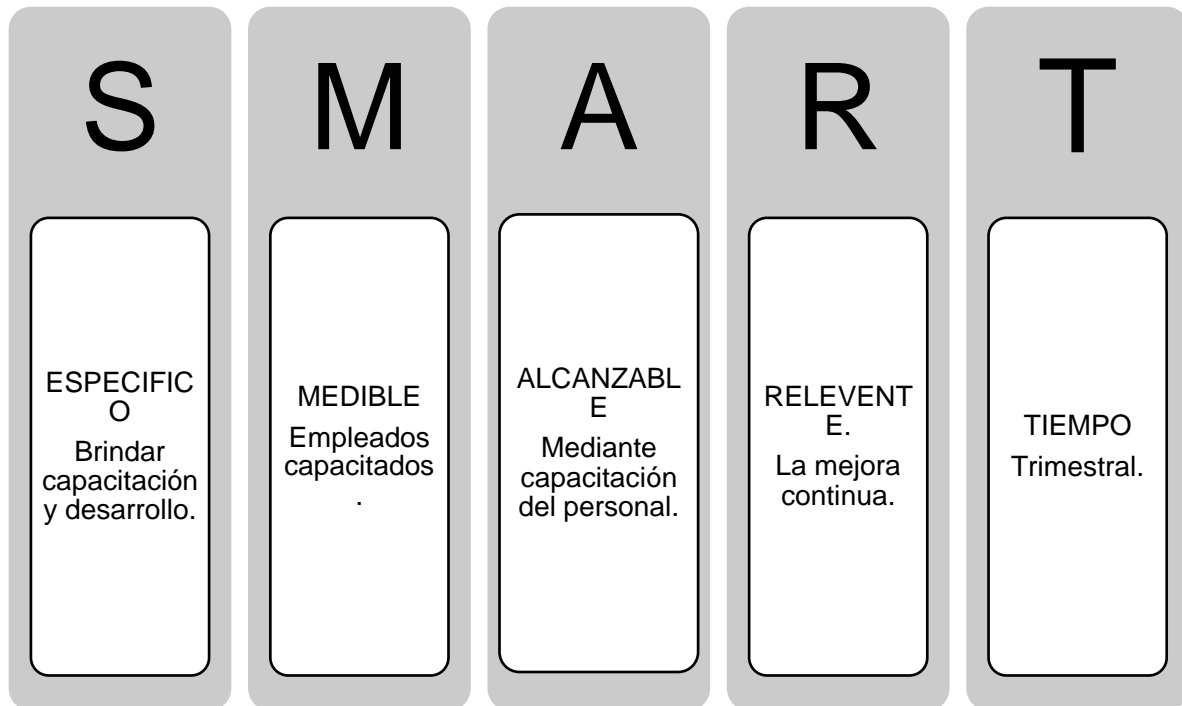 S
ESPECIFIC
O
Brindar
capacitación
y desarrollo.
M
MEDIBLE
Empleados
capacitados
.
A
ALCANZABL
E
Mediante
capacitación
del personal.
R
RELEVENT
E.
La mejora
continua.
T
TIEMPO
Trimestral.